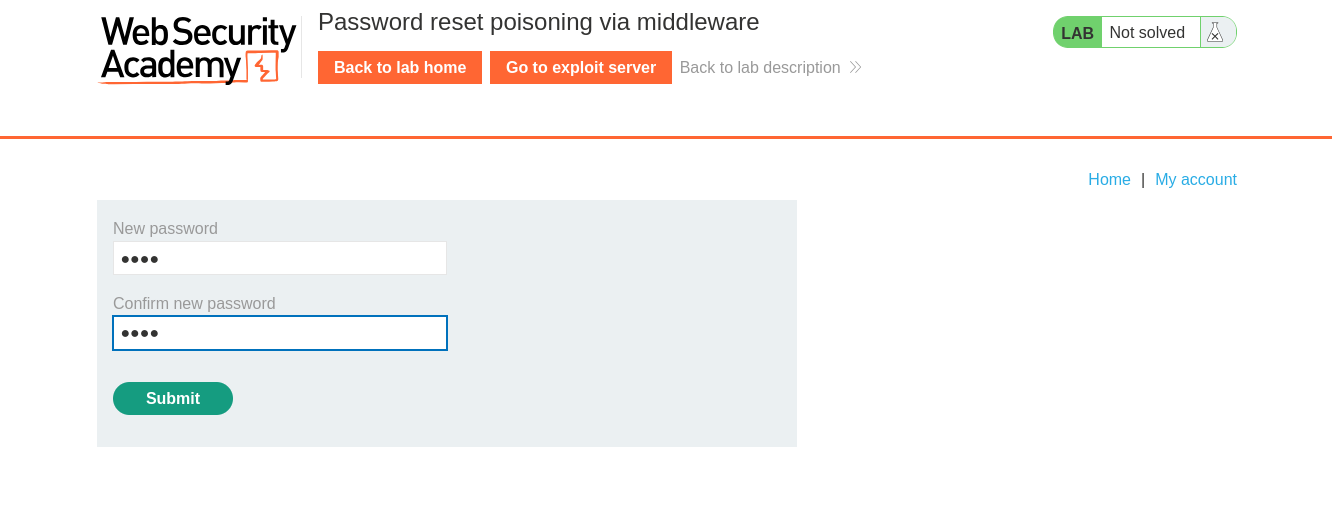 Web Security
Academy
Password reset poisoning via middleware
Back to lab home
Go to exploit server
Back to lab description
LAB
Not solved
Home | My account
New password
••••
Confirm new password
••••
Submit